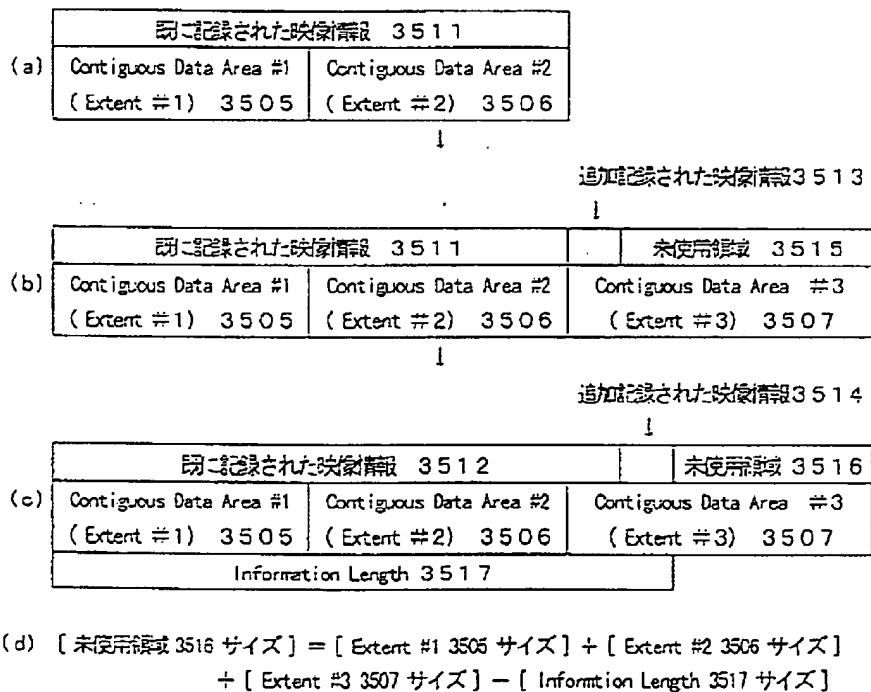 既に記録された映像情報 3511
(a) Contiguous Data Area #1 Contiguous Data Area #2
(Extent #1) 3505 (Extent #2) 3506
追加記録された映像情報3513
既に記録された映像情報 3511 未使用領域 3515
(b) Contiguous Data Area #1 Contiguous Data Area #2 Contiguous Data Area #3
(Extent #1) 3505 (Extent #2) 3506 (Extent #3) 3507
追加記録された映像情報3514
既に記録された映像情報 3512 未使用領域 3516
(c) Contiguous Data Area #1 Contiguous Data Area #2 Contiguous Data Area #3
(Extent #1) 3505 (Extent #2) 3506 (Extent #3) 3507
Information Length 3517
(d) [未使用領域 3516 サイズ] = [Extent #1 3505 サイズ] + [Extent #2 3506 サイズ]
+ [Extent #3 3507 サイズ] − [Informtion Length 3517 サイズ]